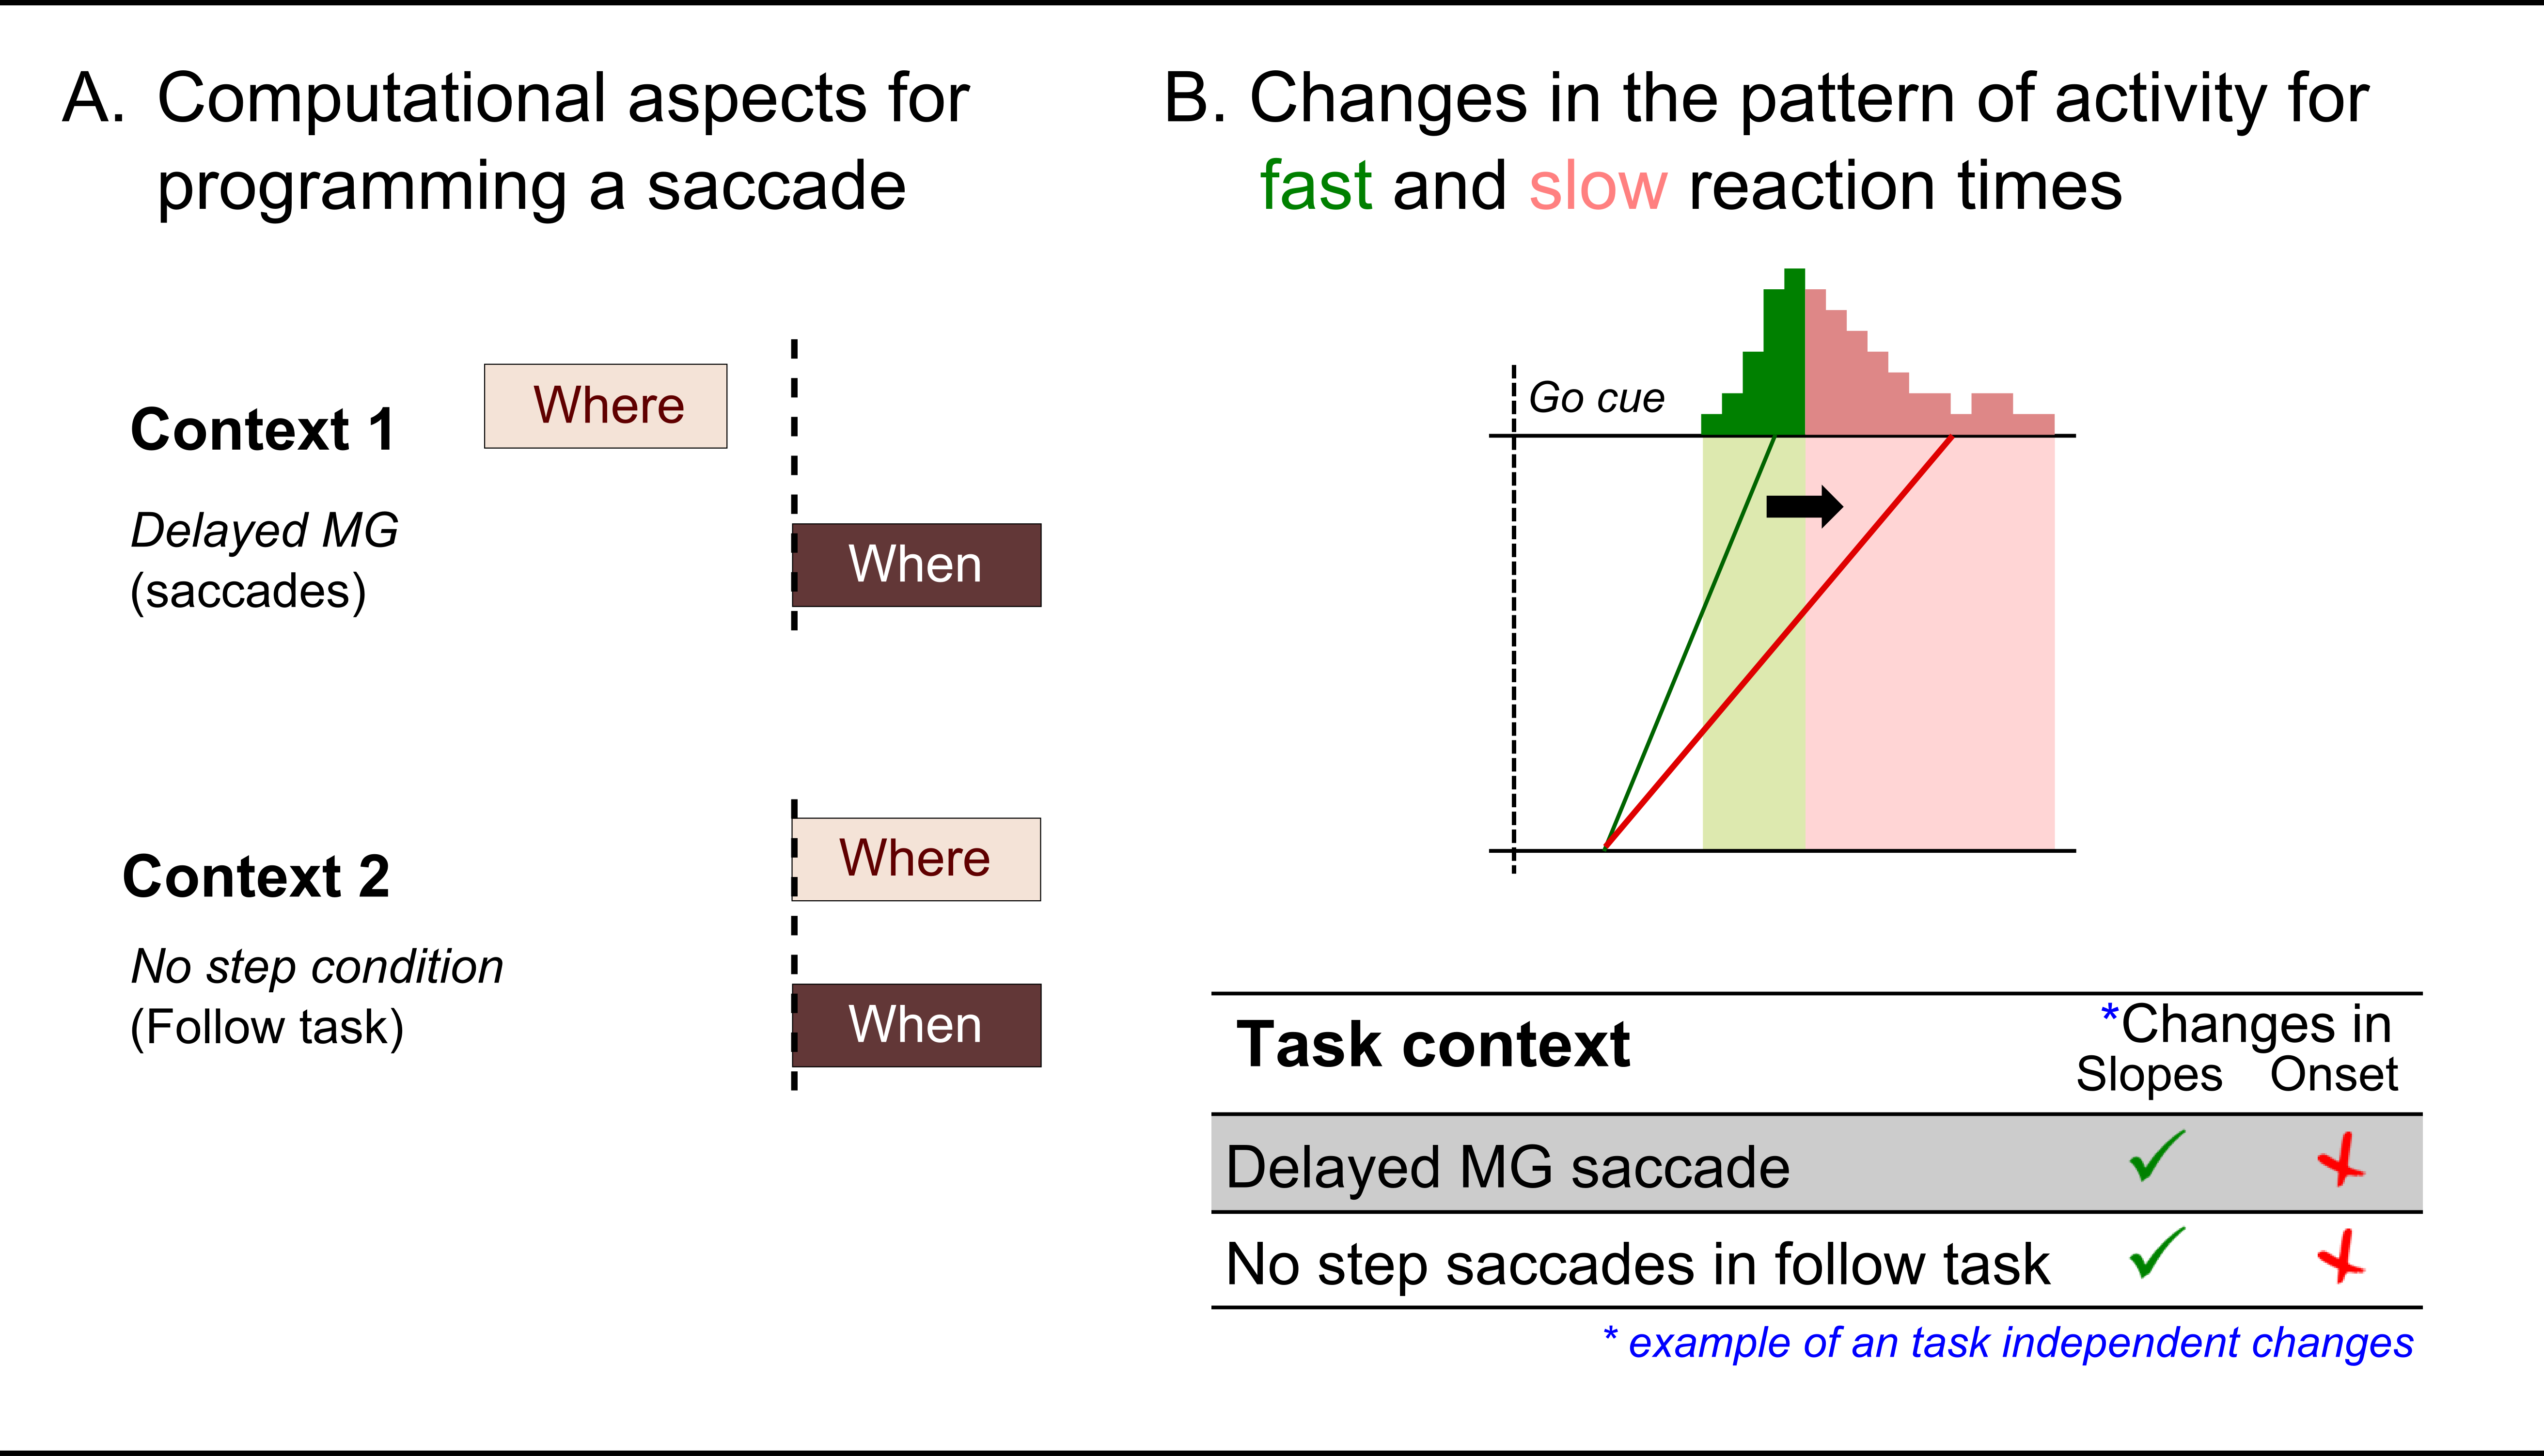 A. Computational aspects for
programming a saccade
Context 1
Where
Delayed MG
(saccades)
When
Context 2
Where
No step condition
(Follow task)
When
B. Changes in the pattern of activity for
fast and slow reaction times
Go cue
Task context
*Changes in
Slopes Onset
Delayed MG saccade
No step saccades in follow task
* example of an task independent changes